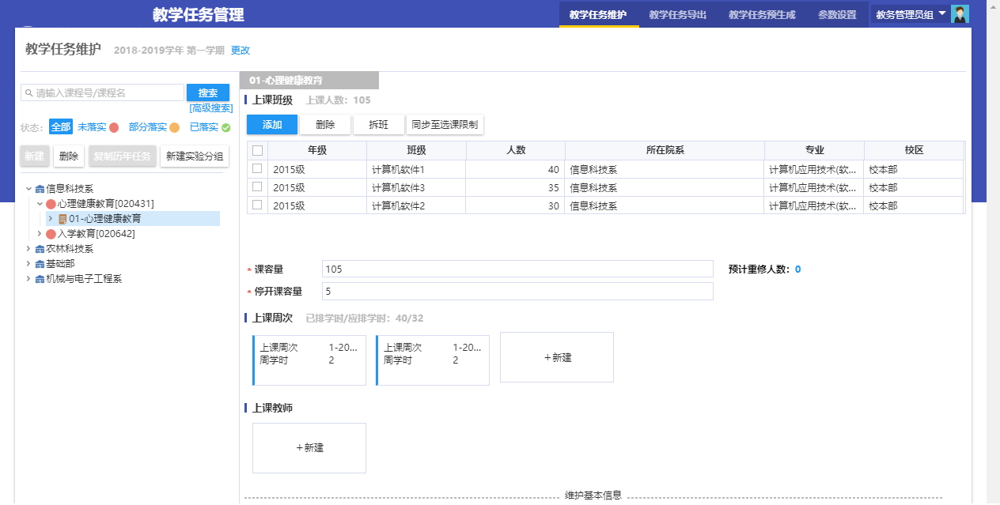 教学任务管理
教学任务维护 教学任务导出 教学任务预生成 参数设置 教务管理员组
教学任务维护 2018-2019学年 第一学期 更改
请输入课程号/课程名 搜索
[高级搜索]
状态: 全部 未落实 部分落实 已落实
新建 删除 复制历年任务 新建实验分组
信息科技系
心理健康教育[020431]
01-心理健康教育
入学教育[020642]
农林科技系
基础部
机械与电子工程系
01-心理健康教育
上课班级 上课人数: 105
添加 删除 拆班 同步至选课限制
年级 班级 人数 所在院系 专业 校区
2015级 计算机软件1 40 信息科技系 计算机应用技术(软... 校本部
2015级 计算机软件3 35 信息科技系 计算机应用技术(软... 校本部
2015级 计算机软件2 30 信息科技系 计算机应用技术(软... 校本部
* 课容量 105 预计重修人数: 0
* 停开课容量 5
上课周次 已排学时/应排学时: 40/32
上课周次 1-20... 上课周次 1-20...
周学时 2 周学时 2
+新建
上课教师
+新建
维护基本信息